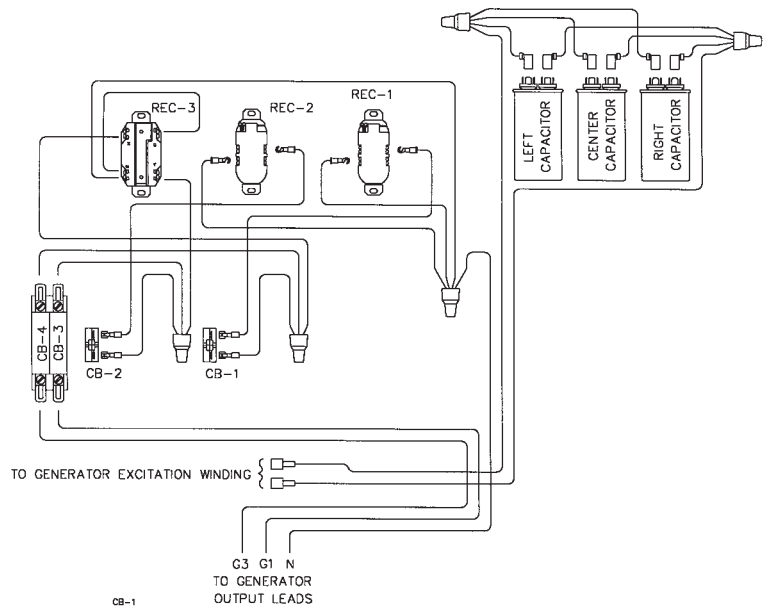 REC-3
REC-2
REC-1
LEFT
CAPACITOR
CENTER
CAPACITOR
RIGHT
CAPACITOR
CB-4
CB-3
CB-2
CB-1
TO GENERATOR EXCITATION WINDING
G3 G1 N
TO GENERATOR
OUTPUT LEADS
CB-1